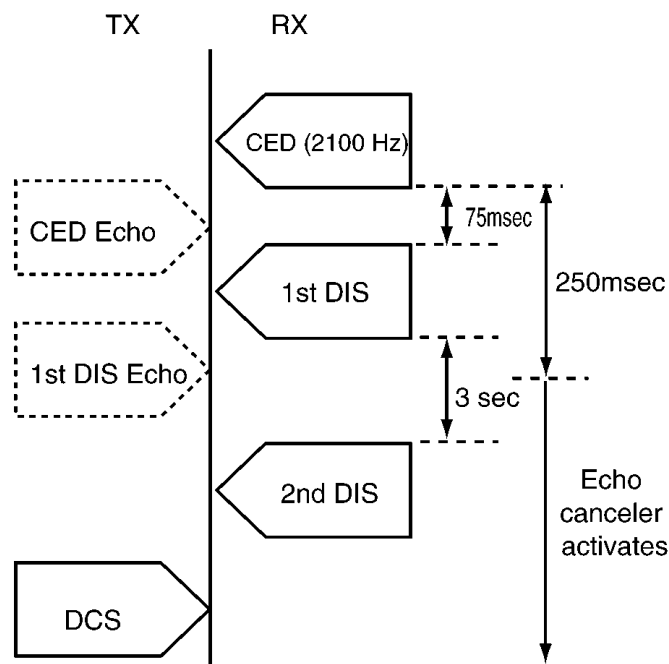 TX
RX
CED (2100 Hz)
CED Echo
75msec
250msec
1st DIS
1st DIS Echo
3 sec
2nd DIS
Echo
canceler
activates
DCS